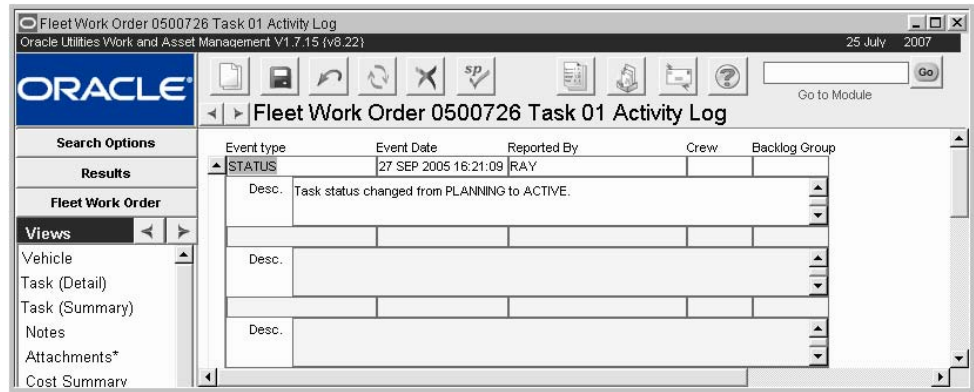 Fleet Work Order 0500726 Task 01 Activity Log
Oracle Utilities Work and Asset Management V1.7.15 {v8.22}
25 July 2007
ORACLE
sp
Go
Go to Module
Fleet Work Order 0500726 Task 01 Activity Log
Search Options
Results
Fleet Work Order
Views
Vehicle
Task (Detail)
Task (Summary)
Notes
Attachments*
Cost Summary
Event type Event Date Reported By Crew Backlog Group
STATUS 27 SEP 2005 16:21:09 RAY
Desc. Task status changed from PLANNING to ACTIVE.
Desc.
Desc.